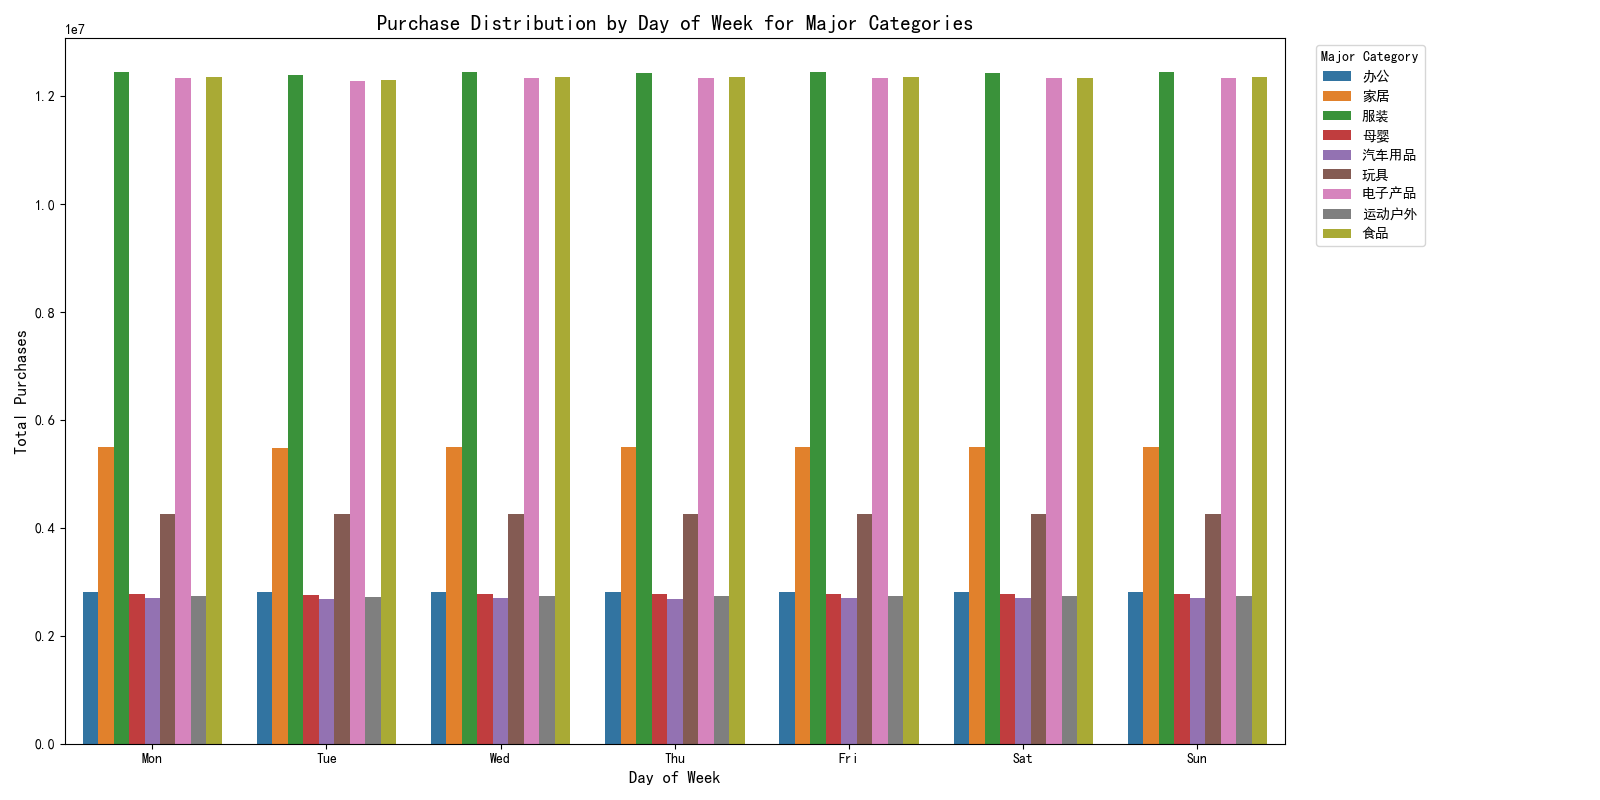 Purchase Distribution by Day of Week for Major Categories
1e7
1.2
1.0
0.8
0.6
0.4
0.2
0.0
Total Purchases
Mon Tue Wed Thu Fri Sat Sun
Day of Week
Major Category
办公
家居
服装
母婴
汽车用品
玩具
电子产品
运动户外
食品